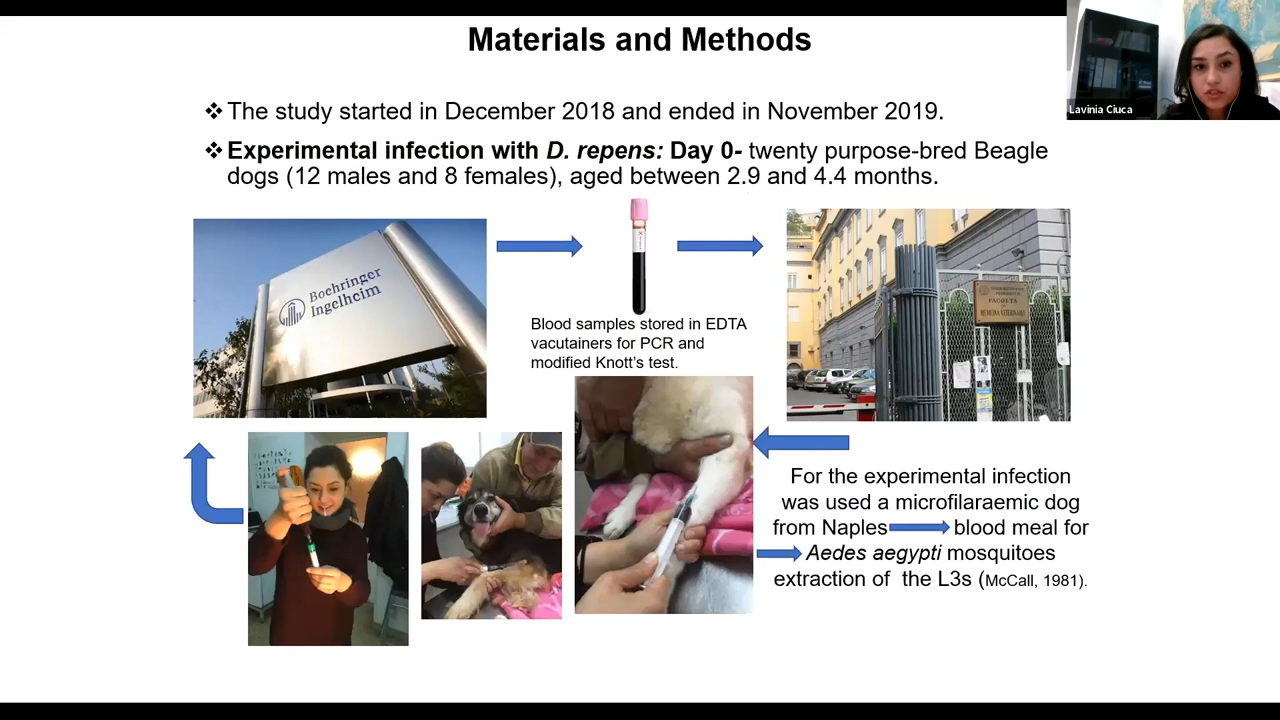 Materials and Methods
Lavinia Ciuca
❖The study started in December 2018 and ended in November 2019.
❖Experimental infection with D. repens: Day 0- twenty purpose-bred Beagle
dogs (12 males and 8 females), aged between 2.9 and 4.4 months.
Boehringer
Ingelheim
Blood samples stored in EDTA
vacutainers for PCR and
modified Knott's test.
FACOLTÀ
DI
MEDICINA VETERINARIA
For the experimental infection
was used a microfilaraemic dog
from Naples blood meal for
Aedes aegypti mosquitoes
extraction of the L3s (McCall, 1981).